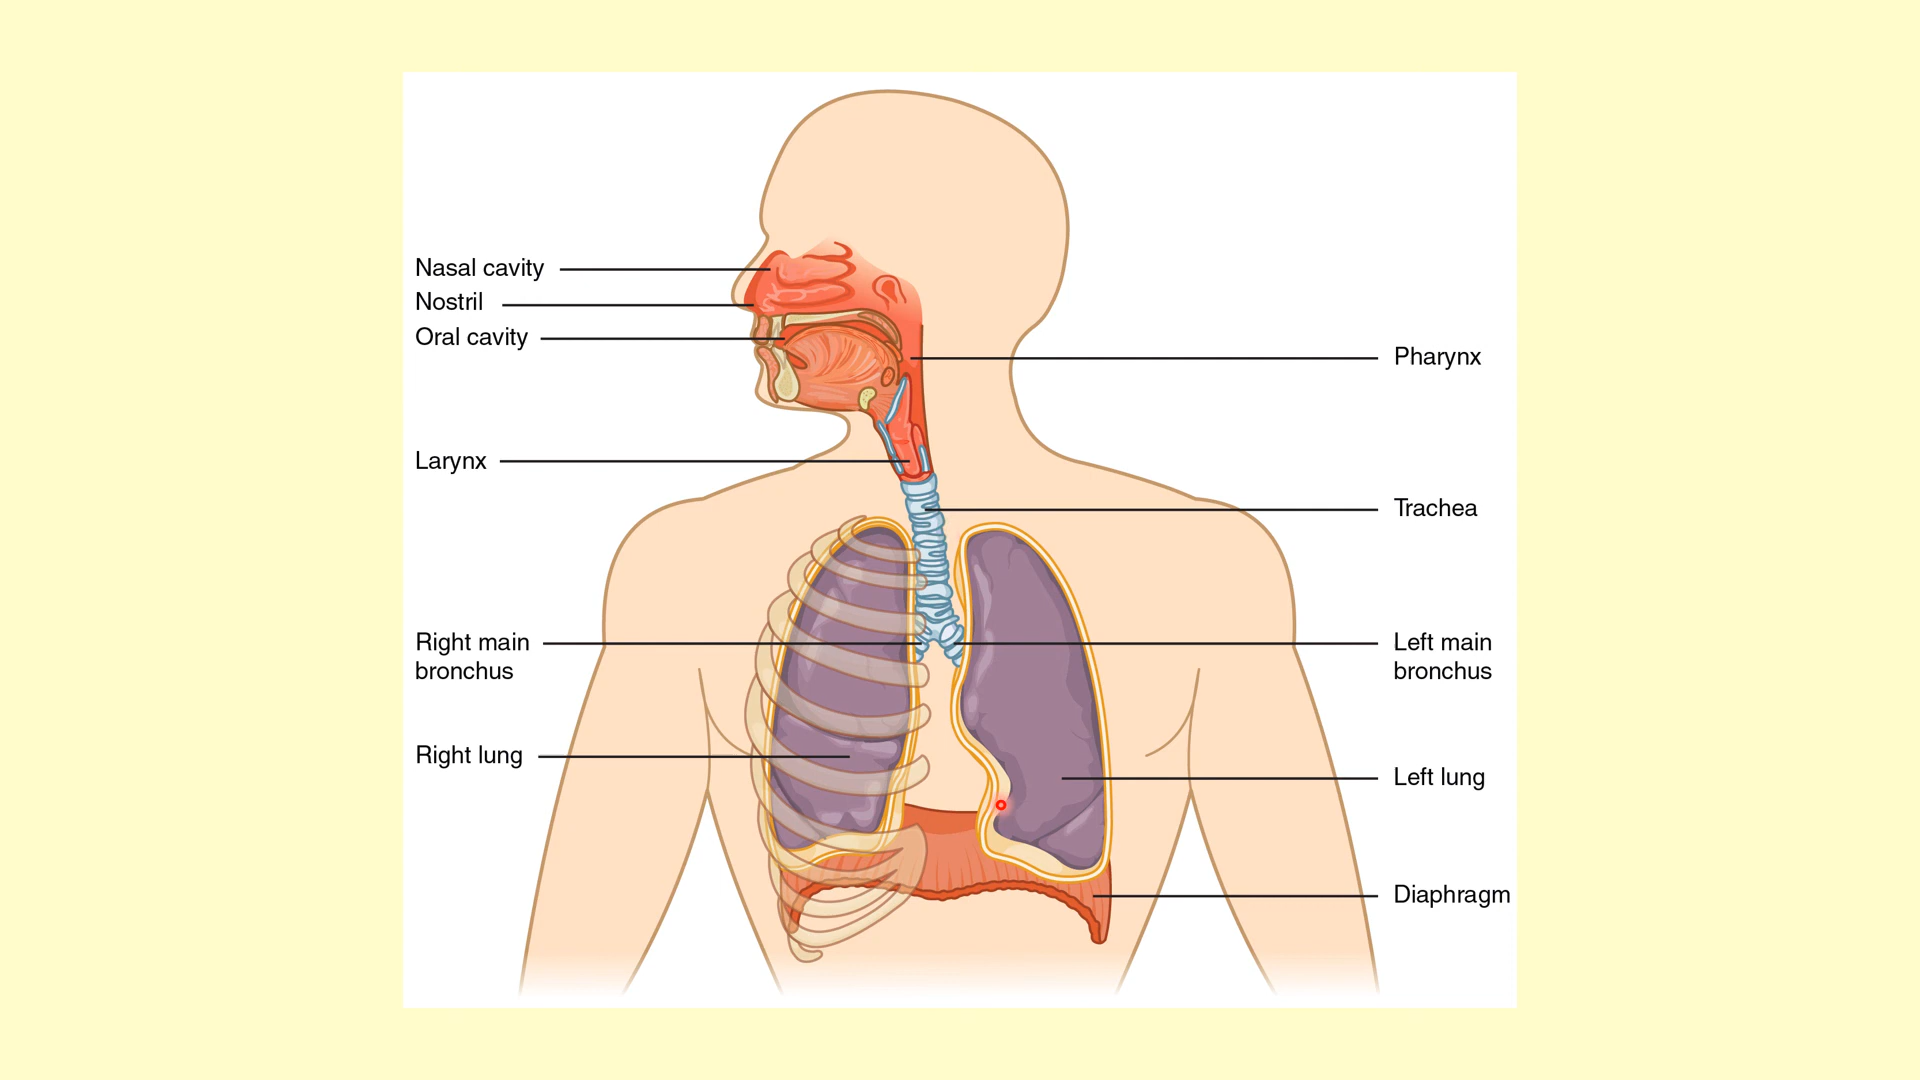 Nasal cavity
Nostril
Oral cavity
Pharynx
Larynx
Trachea
Right main
bronchus
Left main
bronchus
Right lung
Left lung
Diaphragm